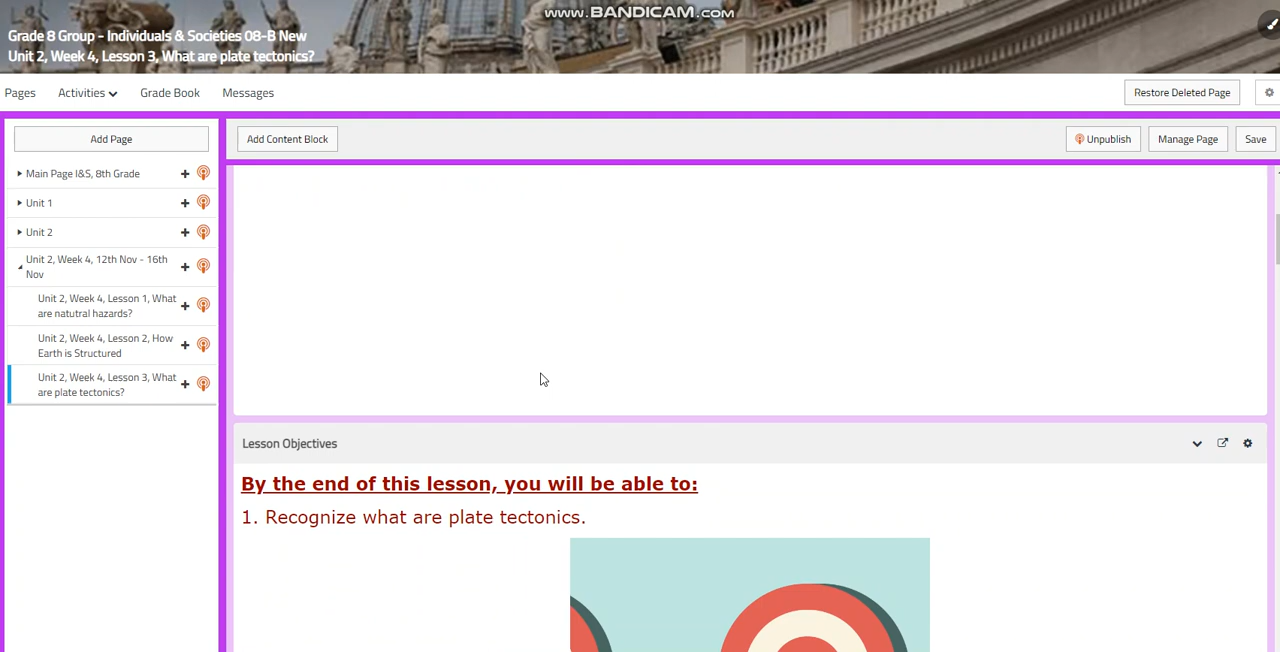 www.BANDICAM.com
Grade 8 Group - Individuals & Societies 08-B New
Unit 2, Week 4, Lesson 3, What are plate tectonics?
Pages
Activities
Grade Book
Messages
Restore Deleted Page
Add Page
Add Content Block
Unpublish
Manage Page
Save
Main Page I&S, 8th Grade
Unit 1
Unit 2
Unit 2, Week 4, 12th Nov - 16th
Nov
Unit 2, Week 4, Lesson 1, What
are natutral hazards?
Unit 2, Week 4, Lesson 2, How
Earth is Structured
Unit 2, Week 4, Lesson 3, What
are plate tectonics?
Lesson Objectives
By the end of this lesson, you will be able to:
1. Recognize what are plate tectonics.